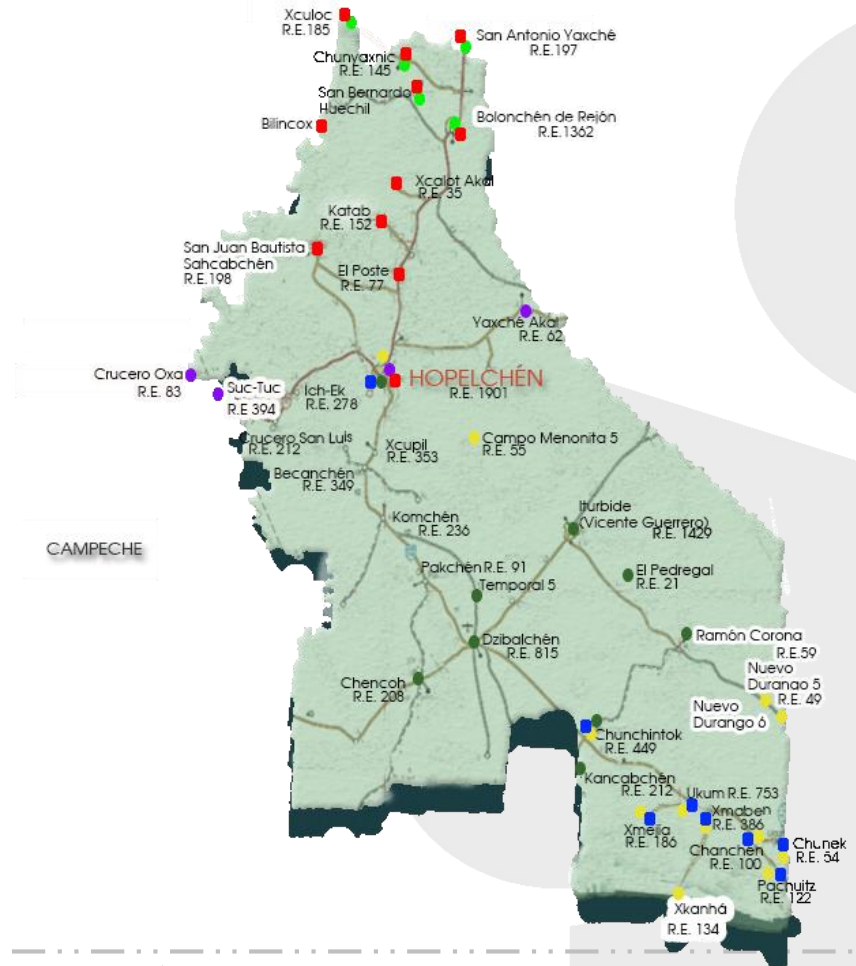 Xculoc
R.E.185
San Antonio Yaxché
R.E.197
Chunyaxnic
R.E. 145
San Bernardo
Huechil
Bilincox
Bolonchén de Rejón
R.E.1362
Xcalot Akal
R.E. 35
Katab
R.E. 152
San Juan Bautista
Sahcabchén
R.E.198
El Poste
R.E. 77
Yaxché Akal
R.E. 62
Crucero Oxa
R.E. 83
Suc-Tuc
R.E 394
Ich-Ek
R.E. 278
HOPELCHÉN
R.E. 1901
Crucero San Luis
R.E. 212
Xcupil
R.E. 353
Campo Menonita 5
R.E. 55
Becanchén
R.E. 349
Komchén
R.E. 236
Iturbide
(Vicente Guerrero)
R.E. 1429
CAMPECHE
Pakchén R.E. 91
Temporal 5
El Pedregal
R.E. 21
Dzibalchén
R.E. 815
Ramón Corona
R.E.59
Chencoh
R.E. 208
Nuevo
Durango 5
R.E. 49
Nuevo
Durango 6
Chunchintok
R.E. 449
Kancabchén
R.E. 212
Ukum R.E. 753
Xmaben
R.E. 386
Xmejia
R.E. 186
Chanchén
R.E. 100
Chunek
R.E. 54
Pachuitz
R.E. 122
Xkanhá
R.E. 134